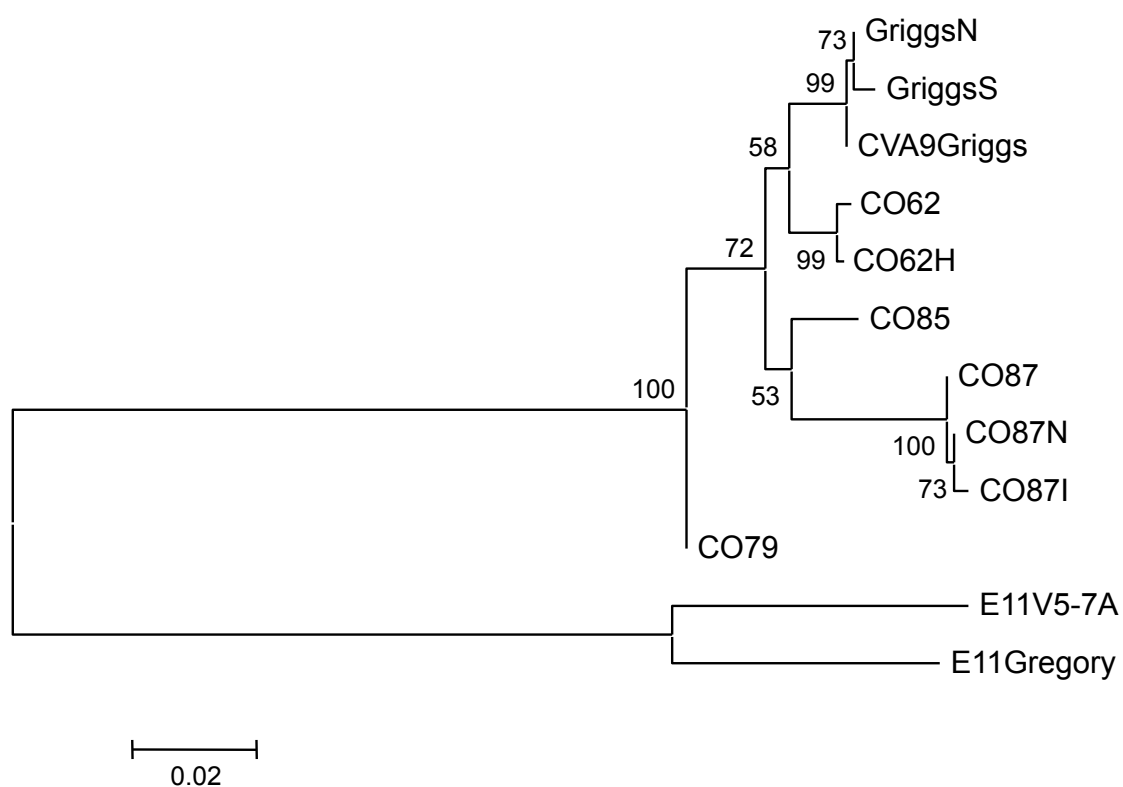 GriggsN
73
99
GriggsS
CVA9Griggs
58
CO62
72
99
CO62H
CO85
CO87
100
53
CO87N
100
73
CO87I
CO79
E11V5-7A
E11Gregory
0.02